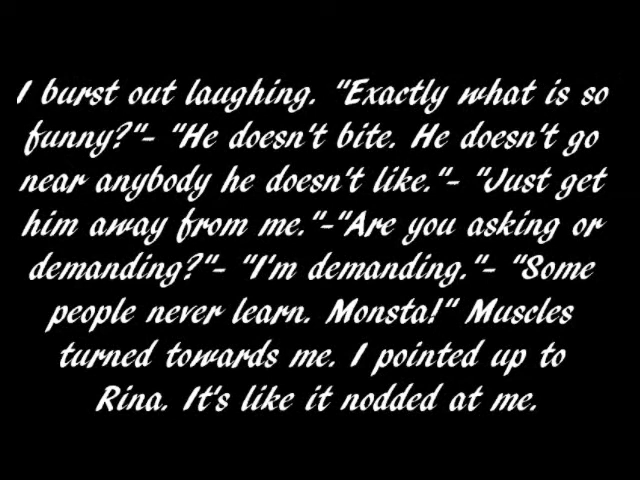 I burst out laughing. "Exactly what is so
funny?"- "He doesn't bite. He doesn't go
near anybody he doesn't like."- "Just get
him away from me."-"Are you asking or
demanding?"- "I'm demanding."- "Some
people never learn. Monsta!" Muscles
turned towards me. I pointed up to
Rina. It's like it nodded at me.